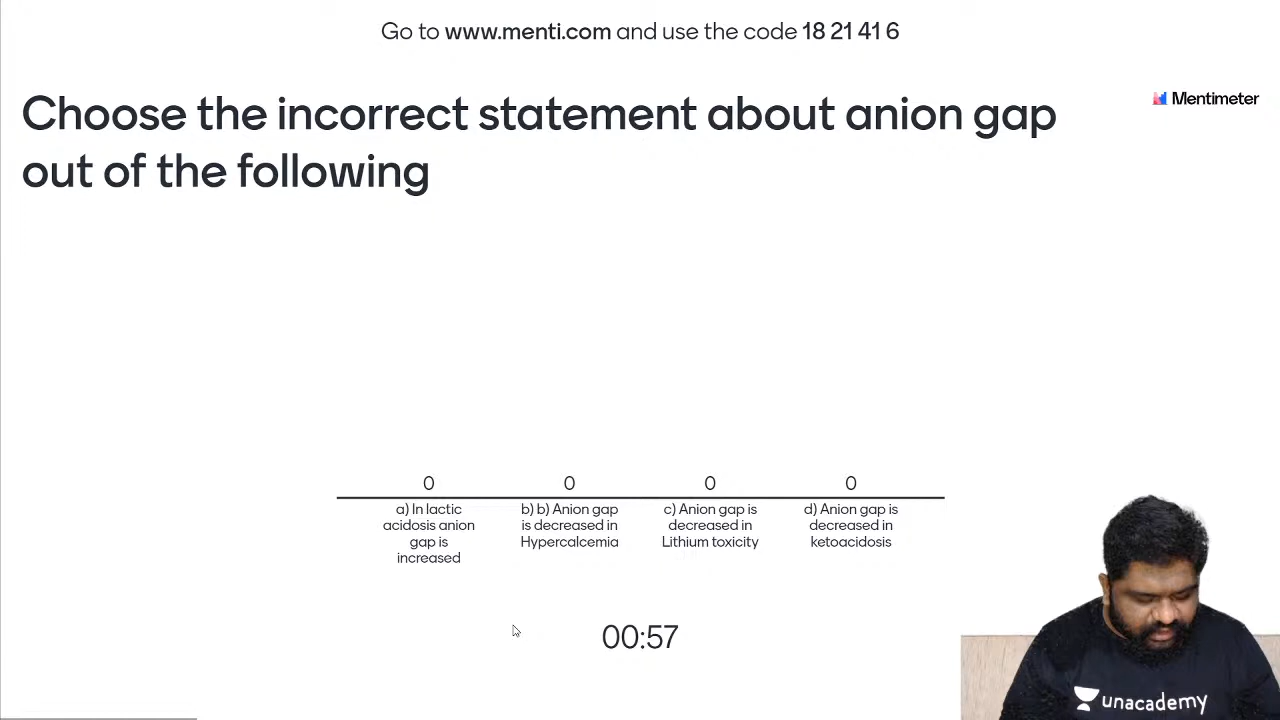 Go to www.menti.com and use the code 18 21 41 6
Choose the incorrect statement about anion gap
out of the following
Mentimeter
0
0
0
0
a) In lactic
acidosis anion
gap is
increased
b) b) Anion gap
is decreased in
Hypercalcemia
c) Anion gap is
decreased in
Lithium toxicity
d) Anion gap is
decreased in
ketoacidosis
00:57
unacademy